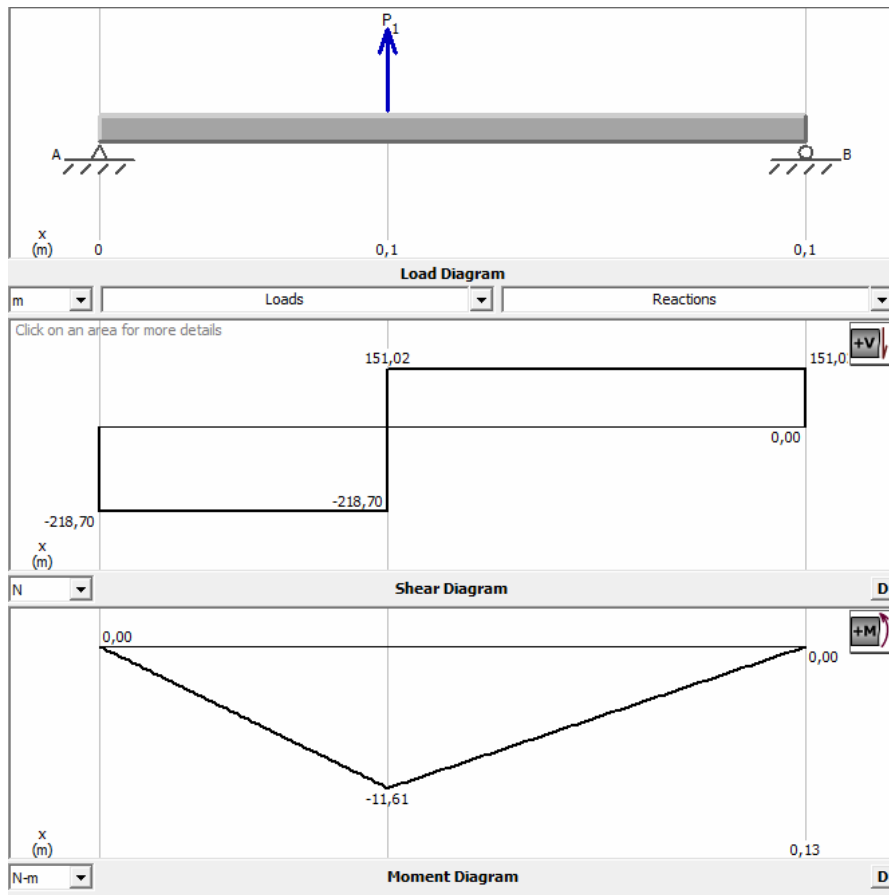 P1
A
B
x
(m)
0
0,1
0,1
Load Diagram
m
Loads
Reactions
Click on an area for more details
+V
151,02
151,0
0,00
-218,70
-218,70
x
(m)
N
Shear Diagram
D
+M
0,00
0,00
-11,61
x
(m)
0,13
N-m
Moment Diagram
D